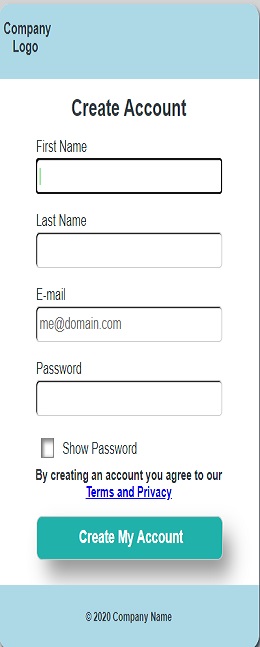 Company
Logo
Create Account
First Name
Last Name
E-mail
me@domain.com
Password
Show Password
By creating an account you agree to our
Terms and Privacy
Create My Account
© 2020 Company Name